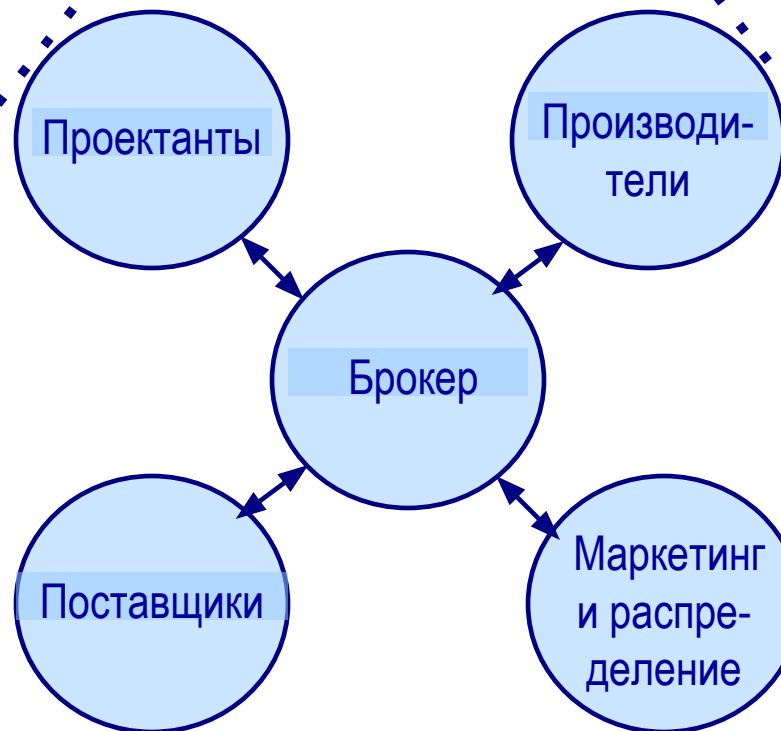 Проектанты
Производи-
тели
Брокер
Поставщики
Маркетинг
и распре-
деление